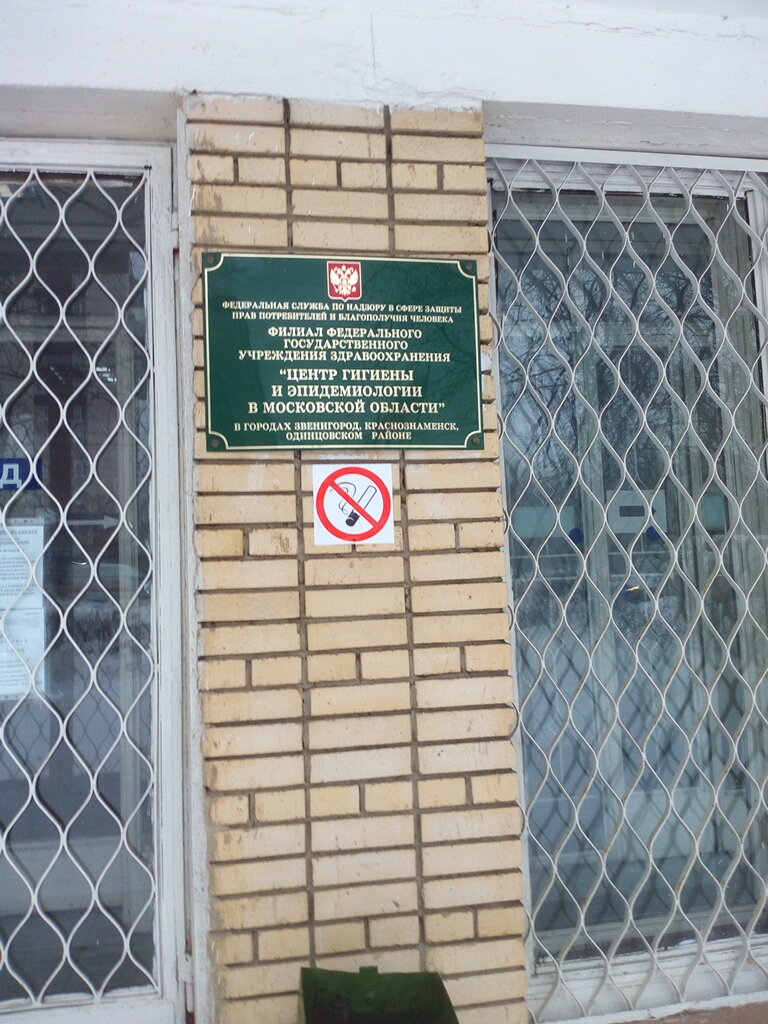 ФЕДЕРАЛЬНАЯ СЛУЖБА ПО НАДЗОРУ В СФЕРЕ ЗАЩИТЫ
ПРАВ ПОТРЕБИТЕЛЕЙ И БЛАГОПОЛУЧИЯ ЧЕЛОВЕКА
ФИЛИАЛ ФЕДЕРАЛЬНОГО
ГОСУДАРСТВЕННОГО
УЧРЕЖДЕНИЯ ЗДРАВООХРАНЕНИЯ
“ЦЕНТР ГИГИЕНЫ
И ЭПИДЕМИОЛОГИИ
В МОСКОВСКОЙ ОБЛАСТИ”
В ГОРОДАХ ЗВЕНИГОРОД, КРАСНОЗНАМЕНСК,
ОДИНЦОВСКОМ РАЙОНЕ